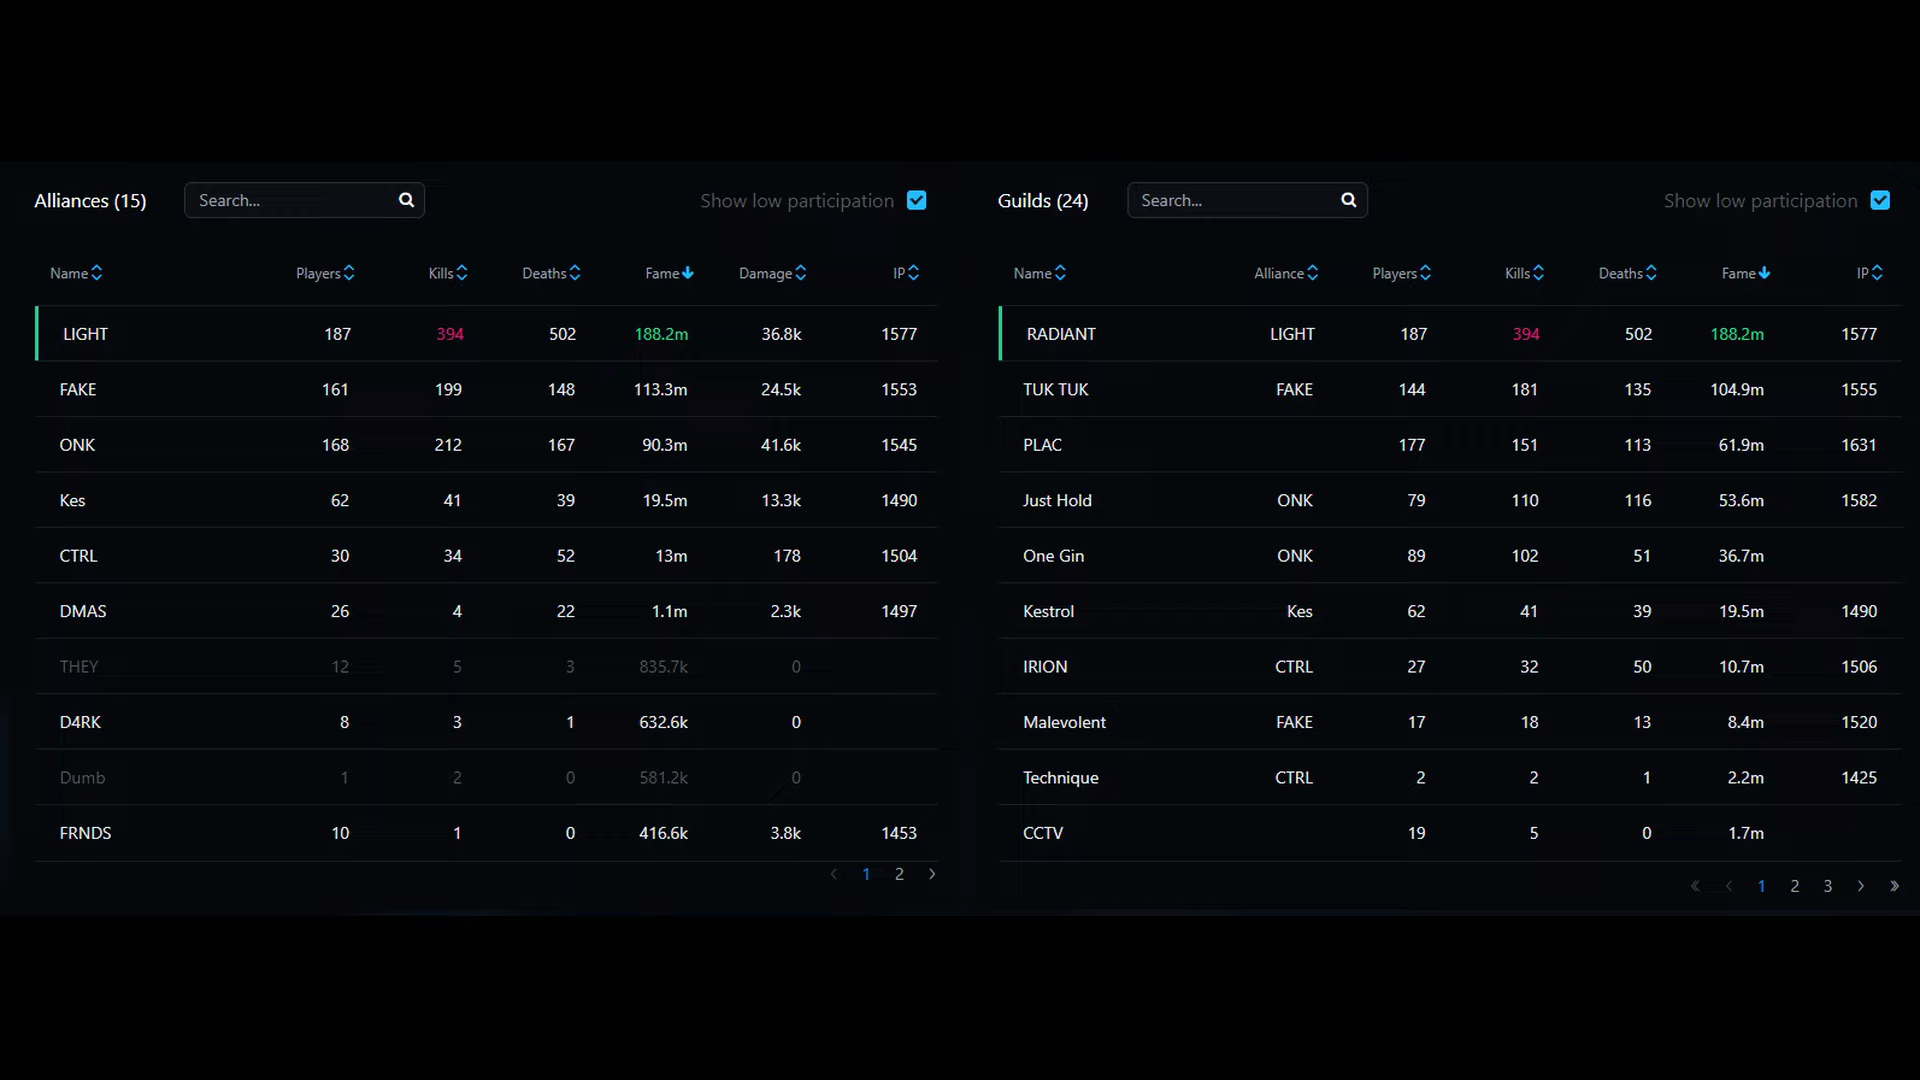 Alliances (15) Search... Show low participation
Name Players Kills Deaths Fame Damage IP
LIGHT 187 394 502 188.2m 36.8k 1577
FAKE 161 199 148 113.3m 24.5k 1553
ONK 168 212 167 90.3m 41.6k 1545
Kes 62 41 39 19.5m 13.3k 1490
CTRL 30 34 52 13m 178 1504
DMAS 26 4 22 1.1m 2.3k 1497
THEY 12 5 3 835.7k 0
D4RK 8 3 1 632.6k 0
Dumb 1 2 0 581.2k 0
FRNDS 10 1 0 416.6k 3.8k 1453
1 2
Guilds (24) Search... Show low participation
Name Alliance Players Kills Deaths Fame IP
RADIANT LIGHT 187 394 502 188.2m 1577
TUK TUK FAKE 144 181 135 104.9m 1555
PLAC 177 151 113 61.9m 1631
Just Hold ONK 79 110 116 53.6m 1582
One Gin ONK 89 102 51 36.7m
Kestrol Kes 62 41 39 19.5m 1490
IRION CTRL 27 32 50 10.7m 1506
Malevolent FAKE 17 18 13 8.4m 1520
Technique CTRL 2 2 1 2.2m 1425
CCTV 19 5 0 1.7m
1 2 3